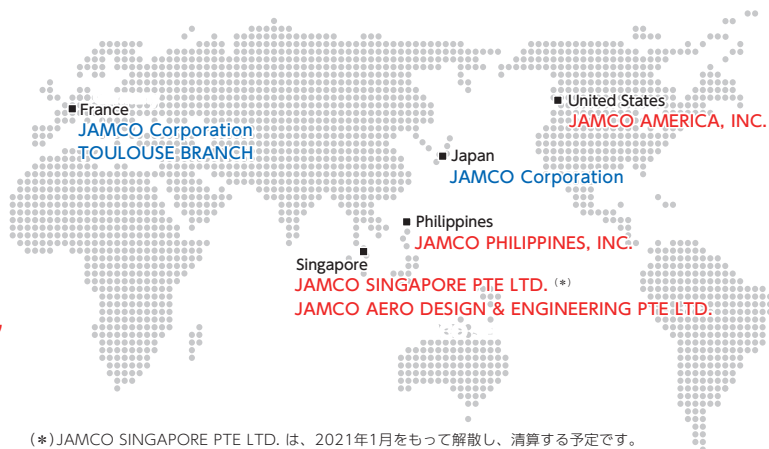 France
JAMCO Corporation
TOULOUSE BRANCH
United States
JAMCO AMERICA, INC.
Japan
JAMCO Corporation
Philippines
JAMCO PHILIPPINES, INC.
Singapore
JAMCO SINGAPORE PTE LTD. (*)
JAMCO AERO DESIGN & ENGINEERING PTE LTD.
(*)JAMCO SINGAPORE PTE LTD. は、2021年1月をもって解散し、清算する予定です。